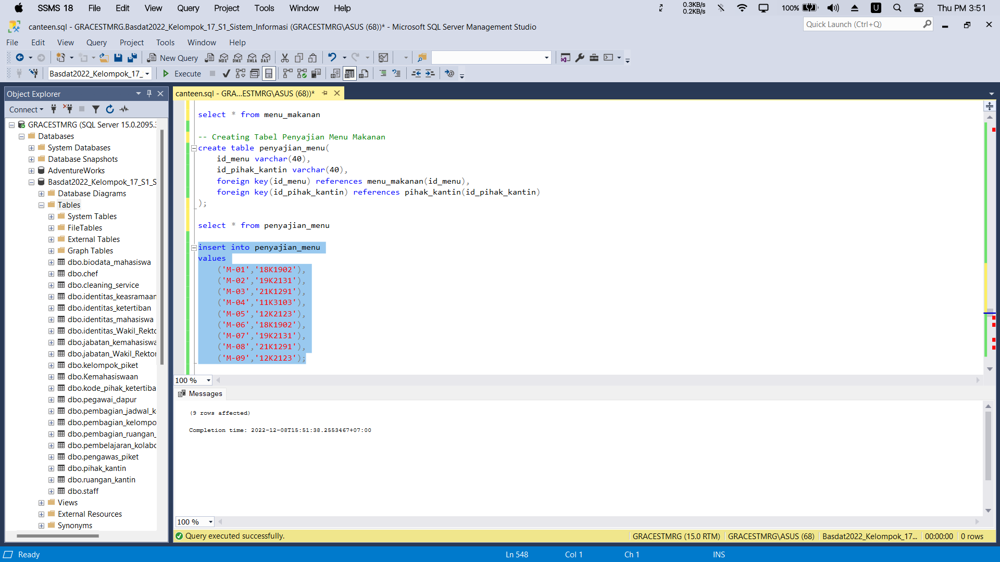 SSMS 18 File Edit View Query Project Tools Window Help 0.3KB/s 0.2KB/s 100% U Thu PM 3:51
canteen.sql - GRACESTMRG.Basdat2022_Kelompok_17_S1_Sistem_Informasi (GRACESTMRG\ASUS (68))* - Microsoft SQL Server Management Studio
Quick Launch (Ctrl+Q)
File Edit View Query Project Tools Window Help
New Query MDX DMX XMLA DAX
Basdat2022_Kelompok_17_ Execute
Object Explorer
Connect
GRACESTMRG (SQL Server 15.0.2095.3
Databases
System Databases
Database Snapshots
AdventureWorks
Basdat2022_Kelompok_17_S1_S
Database Diagrams
Tables
System Tables
FileTables
External Tables
Graph Tables
dbo.biodata_mahasiswa
dbo.chef
dbo.cleaning_service
dbo.identitas_keasramaan
dbo.identitas_ketertiban
dbo.identitas_mahasiswa
dbo.identitas_Wakil_Rekto
dbo.jabatan_kemahasiswa
dbo.jabatan_Wakil_Rektor
dbo.kelompok_piket
dbo.Kemahasiswaan
dbo.kode_pihak_ketertiba
dbo.pegawai_dapur
dbo.pembagian_jadwal_k
dbo.pembagian_kelompo
dbo.pembagian_ruangan_
dbo.pembelajaran_kolabo
dbo.pengawas_piket
dbo.pihak_kantin
dbo.ruangan_kantin
dbo.staff
Views
External Resources
Synonyms
canteen.sql - GRA...ESTMRG\ASUS (68))*
select * from menu_makanan
-- Creating Tabel Penyajian Menu Makanan
create table penyajian_menu(
id_menu varchar(40),
id_pihak_kantin varchar(40),
foreign key(id_menu) references menu_makanan(id_menu),
foreign key(id_pihak_kantin) references pihak_kantin(id_pihak_kantin)
);
select * from penyajian_menu
insert into penyajian_menu
values
('M-01','18K1902'),
('M-02','19K2131'),
('M-03','21K1291'),
('M-04','11K3103'),
('M-05','12K2123'),
('M-06','18K1902'),
('M-07','19K2131'),
('M-08','21K1291'),
('M-09','12K2123');
100 %
Messages
(9 rows affected)
Completion time: 2022-12-08T15:51:38.2553467+07:00
100 %
Query executed successfully. GRACESTMRG (15.0 RTM) GRACESTMRG\ASUS (68) Basdat2022_Kelompok_17... 00:00:00 0 rows
Ready Ln 548 Col 1 Ch 1 INS